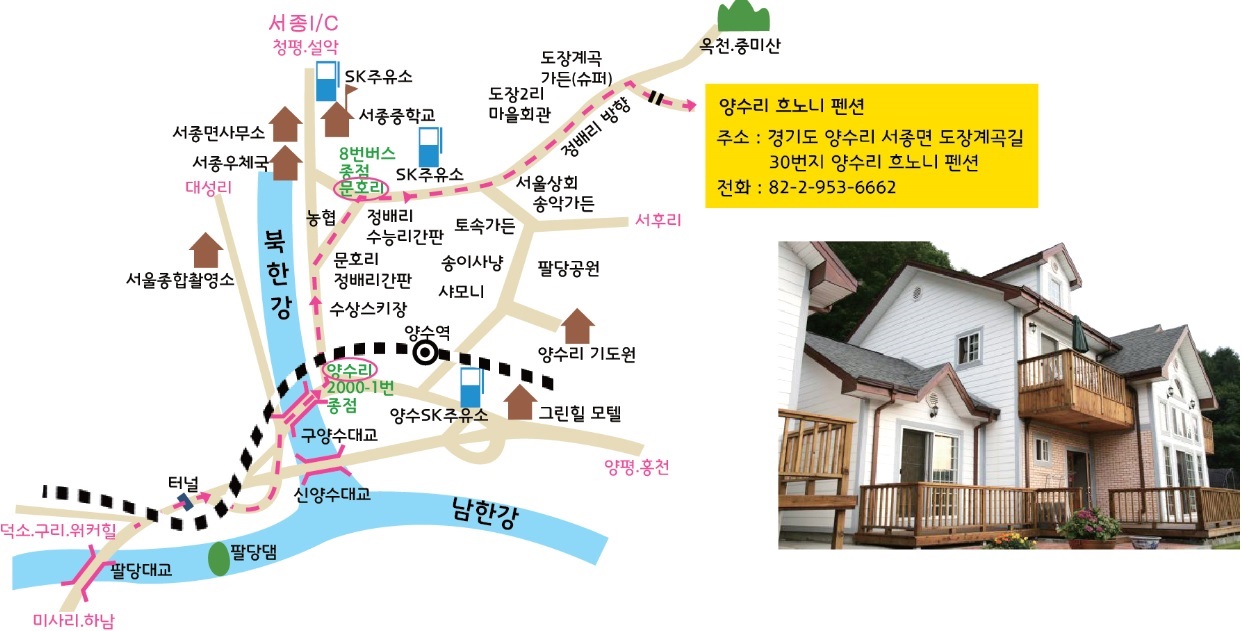 서종I/C
청평.설악
SK주유소
서종중학교
서종면사무소
서종우체국
대성리
8번버스
종점
문호리
SK주유소
도장계곡
가든(슈퍼)
도장2리
마을회관
정배리 방향
옥천.중미산
양수리 흐노니 펜션
주소 : 경기도 양수리 서종면 도장계곡길
30번지 양수리 흐노니 펜션
전화 : 82-2-953-6662
서울상회
송악가든
서후리
농협
정배리
수능리간판
토속가든
북한강
문호리
정배리간판
송이사냥
팔당공원
샤모니
서울종합촬영소
수상스키장
양수역
양수리 기도원
양수리
2000-1번
종점
양수SK주유소
그린힐 모텔
구양수대교
양평.홍천
신양수대교
터널
남한강
덕소.구리.워커힐
팔당댐
팔당대교
미사리.하남